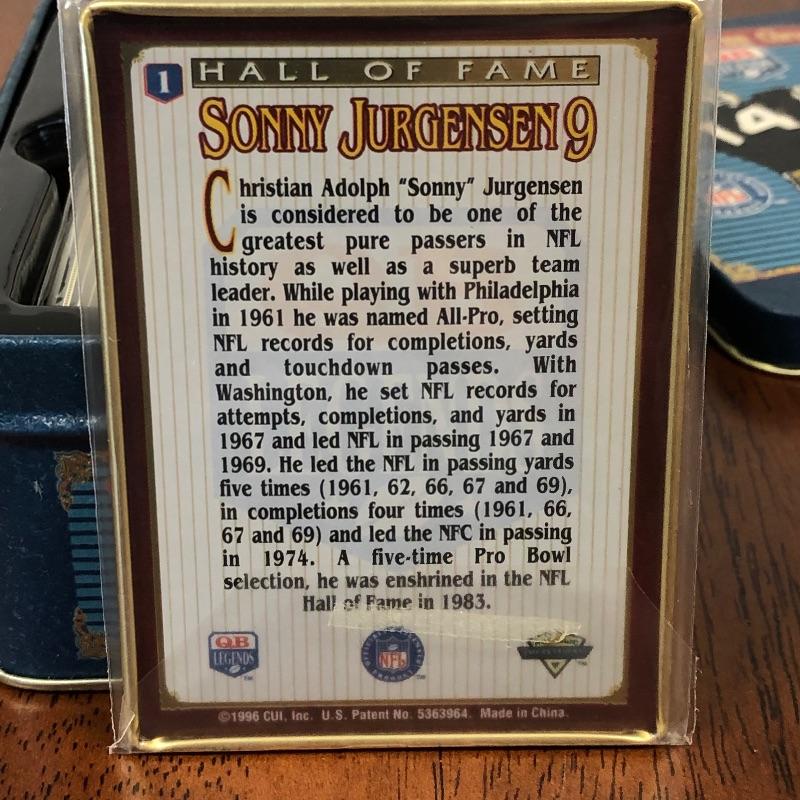 1
HALL OF FAME
SONNY JURGENSEN 9
Christian Adolph "Sonny" Jurgensen
is considered to be one of the
greatest pure passers in NFL
history as well as a superb team
leader. While playing with Philadelphia
in 1961 he was named All-Pro, setting
NFL records for completions, yards
and touchdown passes. With
Washington, he set NFL records for
attempts, completions, and yards in
1967 and led NFL in passing 1967 and
1969. He led the NFL in passing yards
five times (1961, 62, 66, 67 and 69),
in completions four times (1961, 66,
67 and 69) and led the NFC in passing
in 1974. A five-time Pro Bowl
selection, he was enshrined in the NFL
Hall of Fame in 1983.
QB
LEGENDS
TM
NFL
©1996 CUI, Inc. U.S. Patent No. 5363964. Made in China.
14